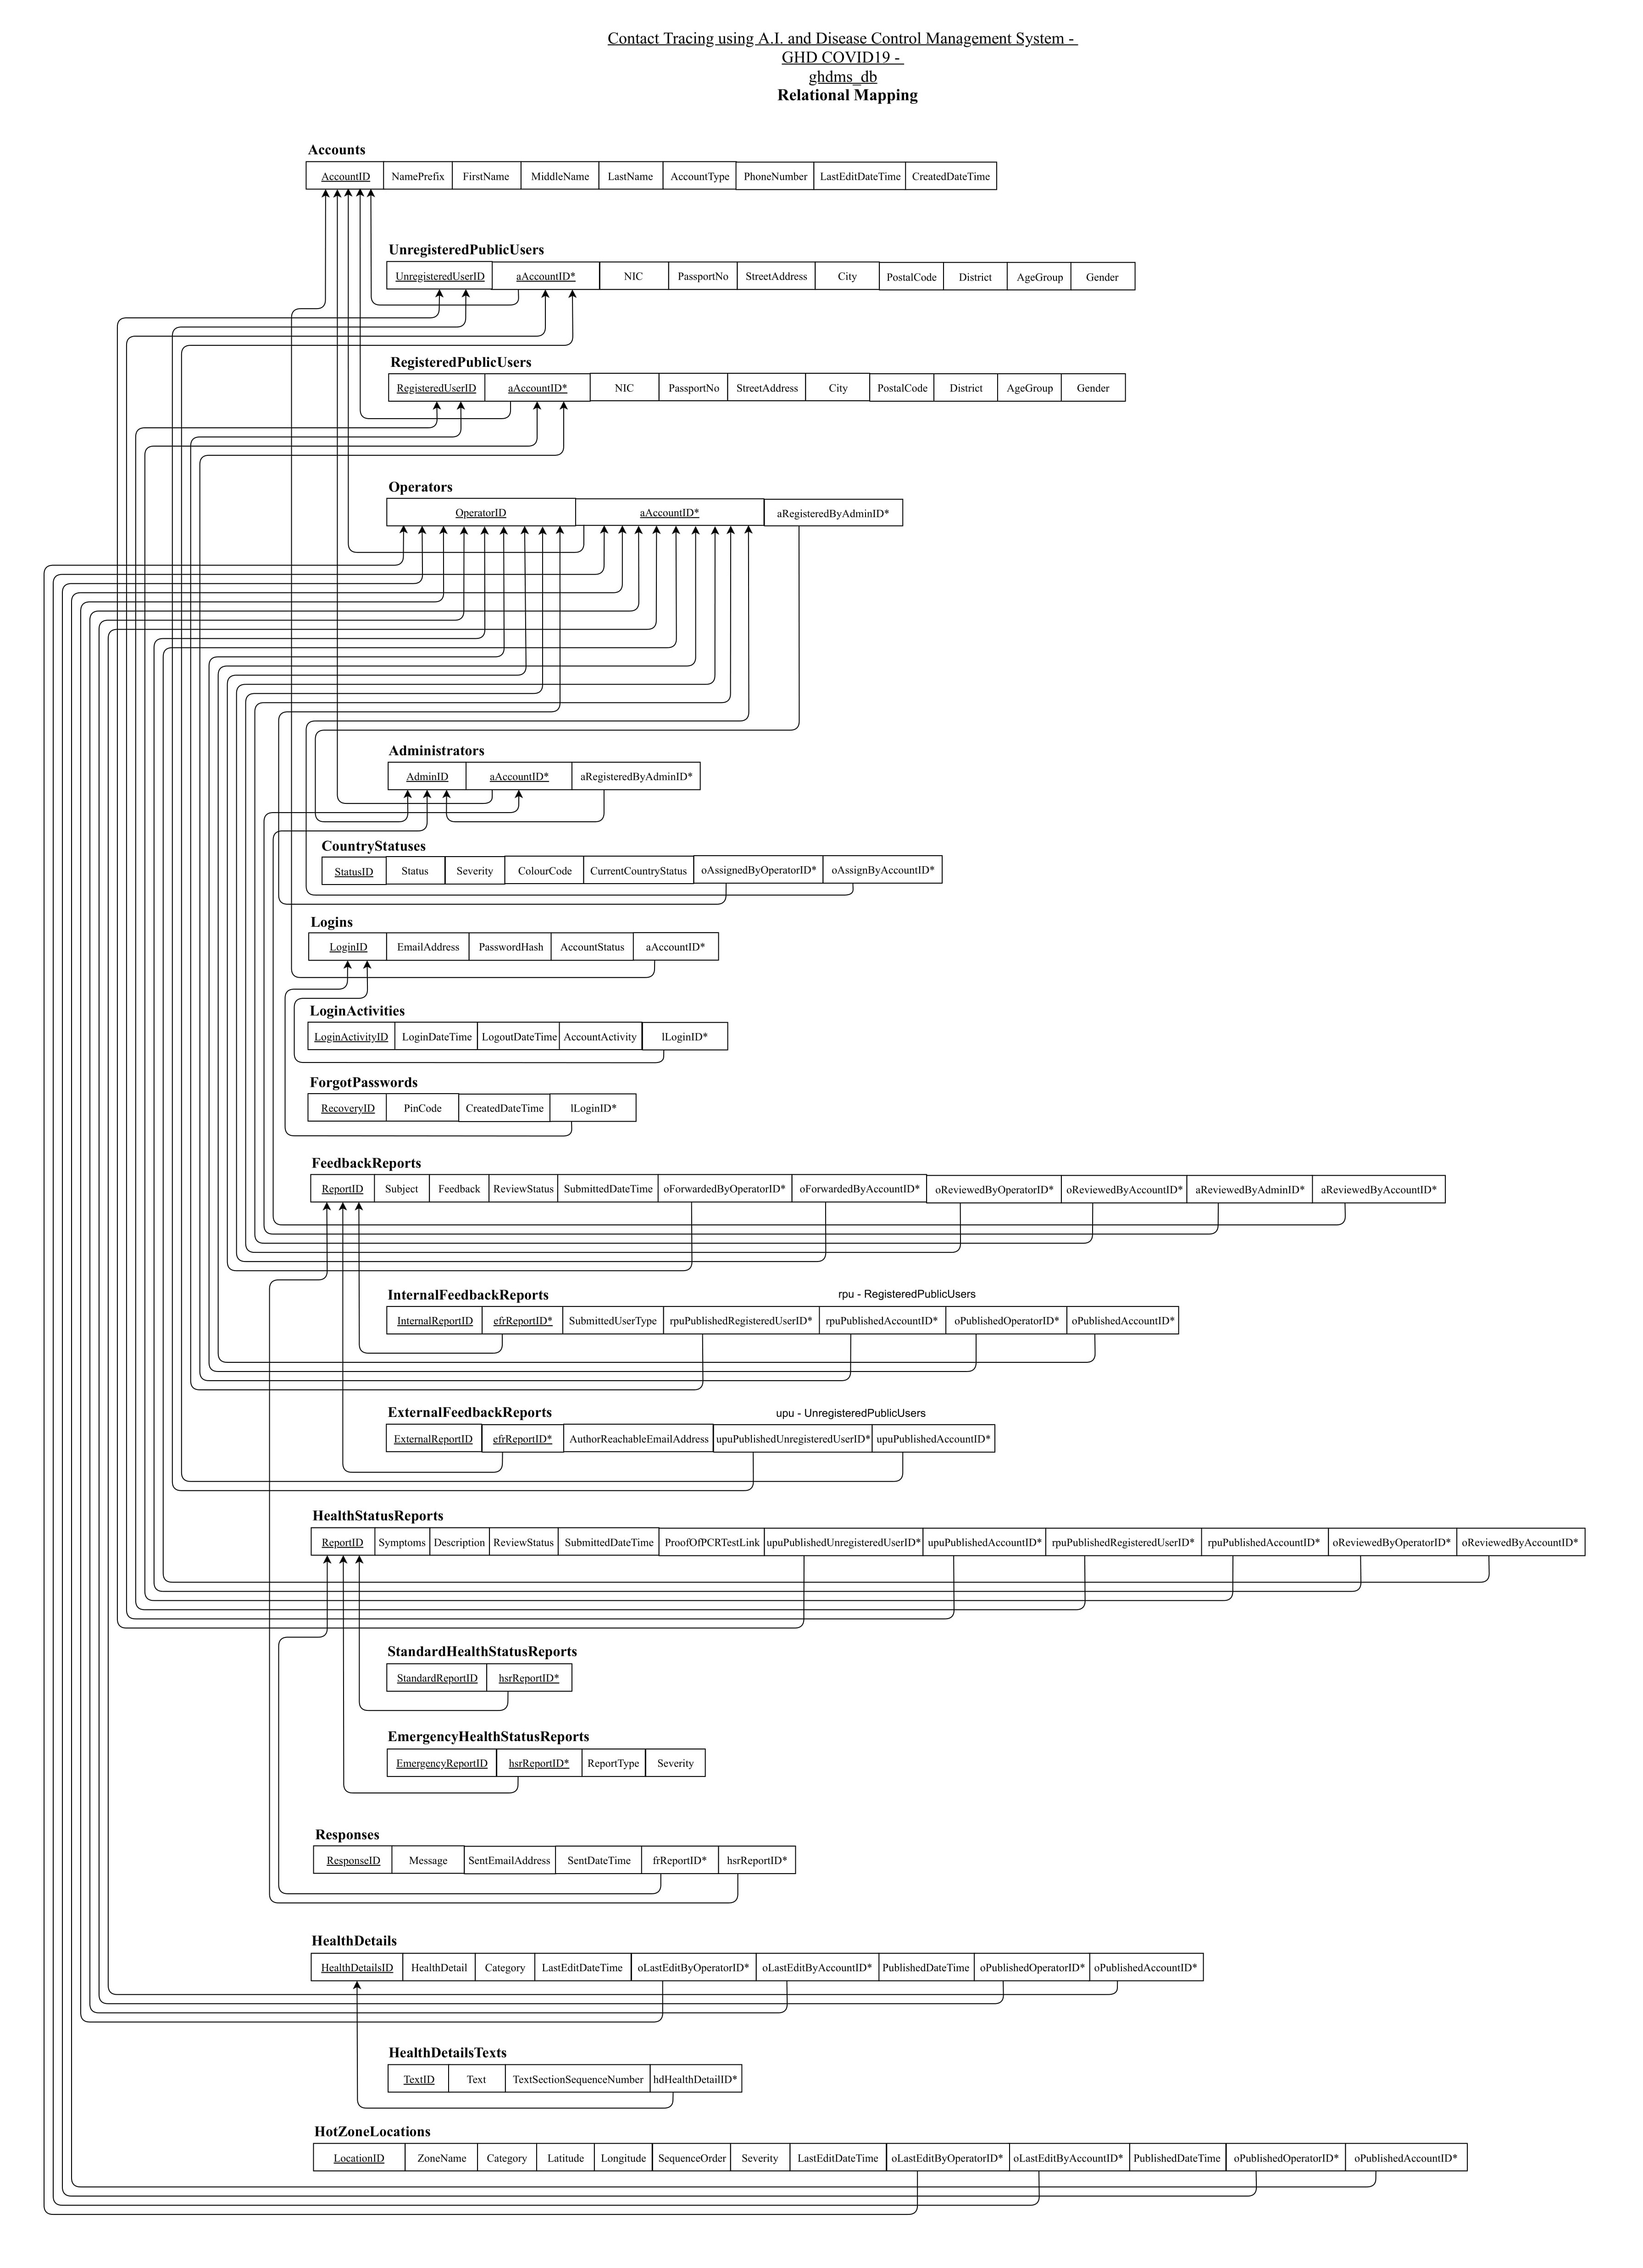 Contact Tracing using A.I. and Disease Control Management System -
GHD COVID19 -
ghdms_db
Relational Mapping
Accounts
AccountID NamePrefix FirstName MiddleName LastName AccountType PhoneNumber LastEditDateTime CreatedDateTime
UnregisteredPublicUsers
UnregisteredUserID aAccountID* NIC PassportNo StreetAddress City PostalCode District AgeGroup Gender
RegisteredPublicUsers
RegisteredUserID aAccountID* NIC PassportNo StreetAddress City PostalCode District AgeGroup Gender
Operators
OperatorID aAccountID* aRegisteredByAdminID*
Administrators
AdminID aAccountID* aRegisteredByAdminID*
CountryStatuses
StatusID Status Severity ColourCode CurrentCountryStatus oAssignedByOperatorID* oAssignByAccountID*
Logins
LoginID EmailAddress PasswordHash AccountStatus aAccountID*
LoginActivities
LoginActivityID LoginDateTime LogoutDateTime AccountActivity lLoginID*
ForgotPasswords
RecoveryID PinCode CreatedDateTime lLoginID*
FeedbackReports
ReportID Subject Feedback ReviewStatus SubmittedDateTime oForwardedByOperatorID* oForwardedByAccountID* oReviewedByOperatorID* oReviewedByAccountID* aReviewedByAdminID* aReviewedByAccountID*
InternalFeedbackReports rpu - RegisteredPublicUsers
InternalReportID efrReportID* SubmittedUserType rpuPublishedRegisteredUserID* rpuPublishedAccountID* oPublishedOperatorID* oPublishedAccountID*
ExternalFeedbackReports upu - UnregisteredPublicUsers
ExternalReportID efrReportID* AuthorReachableEmailAddress upuPublishedUnregisteredUserID* upuPublishedAccountID*
HealthStatusReports
ReportID Symptoms Description ReviewStatus SubmittedDateTime ProofOfPCRTestLink upuPublishedUnregisteredUserID* upuPublishedAccountID* rpuPublishedRegisteredUserID* rpuPublishedAccountID* oReviewedByOperatorID* oReviewedByAccountID*
StandardHealthStatusReports
StandardReportID hsrReportID*
EmergencyHealthStatusReports
EmergencyReportID hsrReportID* ReportType Severity
Responses
ResponseID Message SentEmailAddress SentDateTime frReportID* hsrReportID*
HealthDetails
HealthDetailsID HealthDetail Category LastEditDateTime oLastEditByOperatorID* oLastEditByAccountID* PublishedDateTime oPublishedOperatorID* oPublishedAccountID*
HealthDetailsTexts
TextID Text TextSectionSequenceNumber hdHealthDetailID*
HotZoneLocations
LocationID ZoneName Category Latitude Longitude SequenceOrder Severity LastEditDateTime oLastEditByOperatorID* oLastEditByAccountID* PublishedDateTime oPublishedOperatorID* oPublishedAccountID*